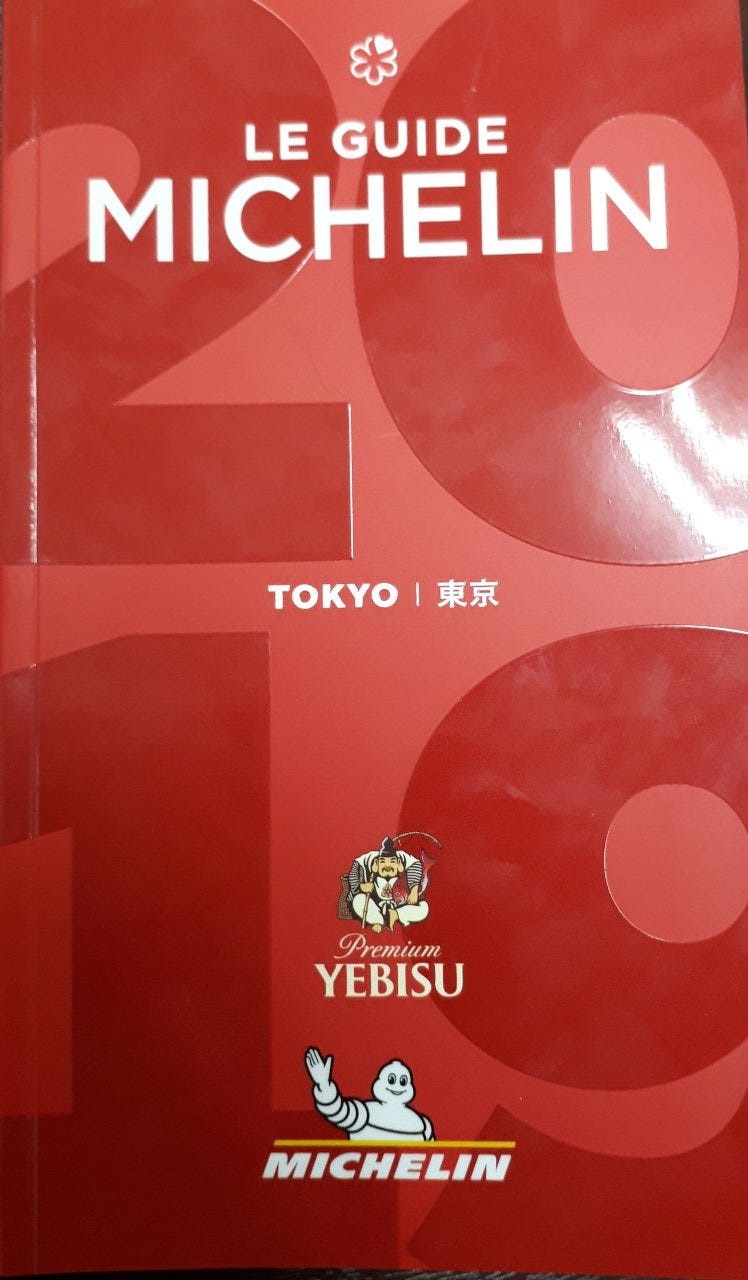 20
LE GUIDE
MICHELIN
TOKYO | 東京
19
Premium
YEBISU
MICHELIN